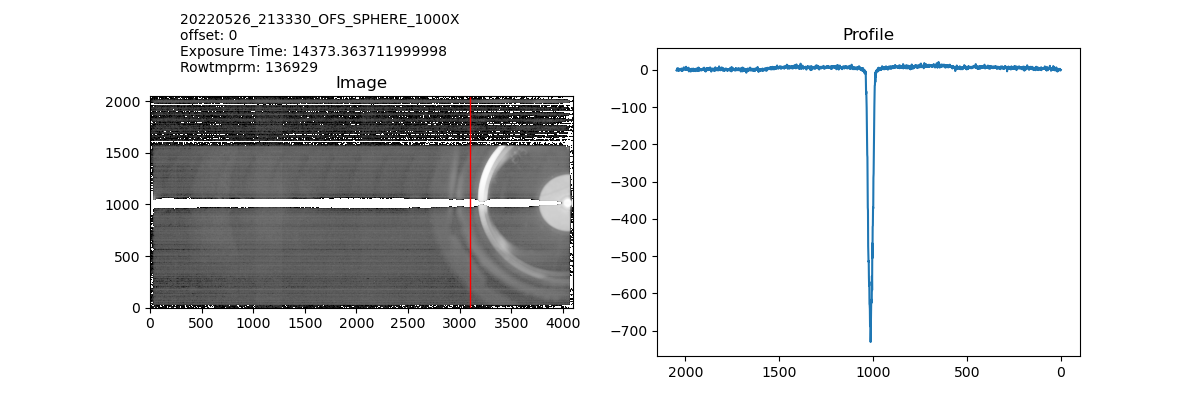 20220526_213330_OFS_SPHERE_1000X
offset: 0
Exposure Time: 14373.363711999998
Rowtmprm: 136929
Image
2000
1500
1000
500
0
0 500 1000 1500 2000 2500 3000 3500 4000
Profile
0
−100
−200
−300
−400
−500
−600
−700
2000 1500 1000 500 0